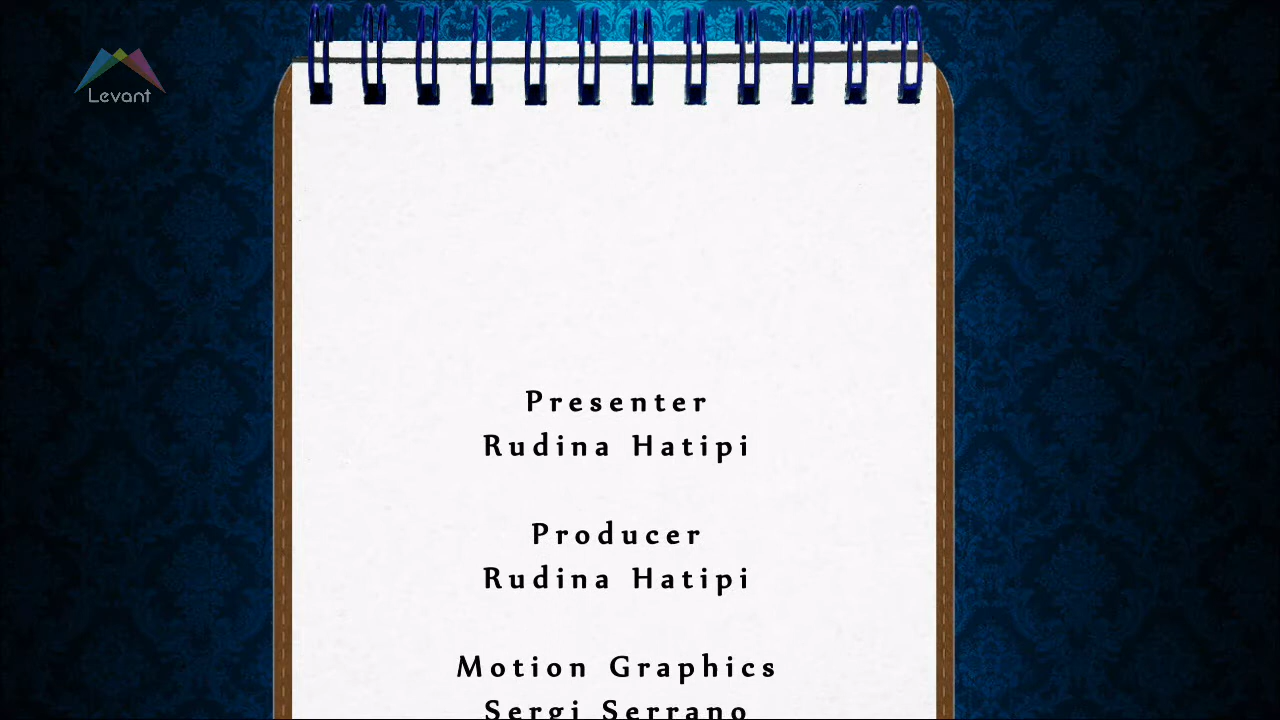 Levant
Presenter
Rudina Hatipi
Producer
Rudina Hatipi
Motion Graphics
Sergi Serrano